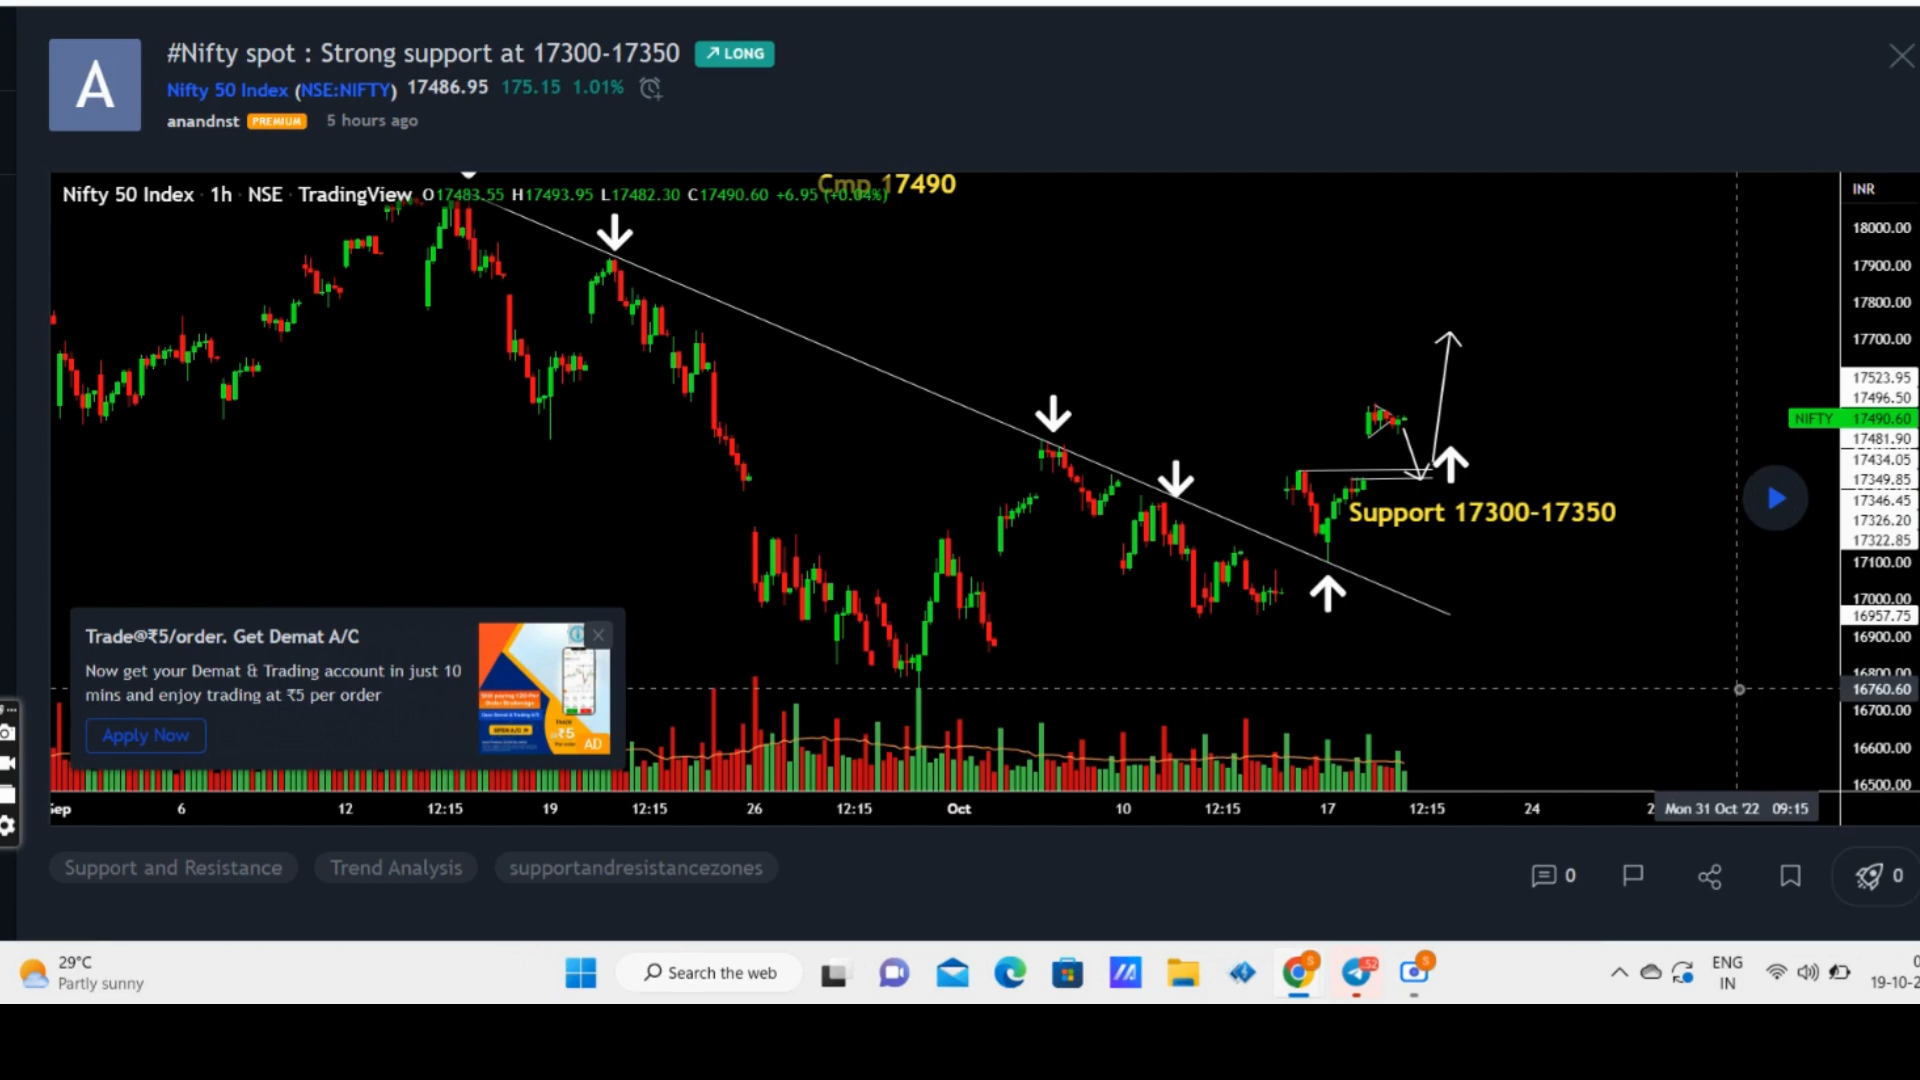 A
#Nifty spot : Strong support at 17300-17350 LONG
Nifty 50 Index (NSE:NIFTY) 17486.95 175.15 1.01%
anandnst PREMIUM 5 hours ago
Cmp 17490
Nifty 50 Index · 1h · NSE · TradingView O17483.55 H17493.95 L17482.30 C17490.60 +6.95 (+0.04%)
INR
18000.00
17900.00
17800.00
17700.00
17523.95
17496.50
NIFTY 17490.60
17481.90
17434.05
17349.85
17346.45
17326.20
17322.85
17100.00
17000.00
16957.75
16900.00
16800.00
16760.60
16700.00
16600.00
16500.00
Support 17300-17350
Trade@₹5/order. Get Demat A/C
Now get your Demat & Trading account in just 10
mins and enjoy trading at ₹5 per order
Apply Now
₹5
AD
Sep 6 12 12:15 19 12:15 26 12:15 Oct 10 12:15 17 12:15 24 Mon 31 Oct '22 09:15
Support and Resistance Trend Analysis supportandresistancezones
0 0
29°C
Partly sunny
Search the web
S 52 S
ENG
IN
19-10-2